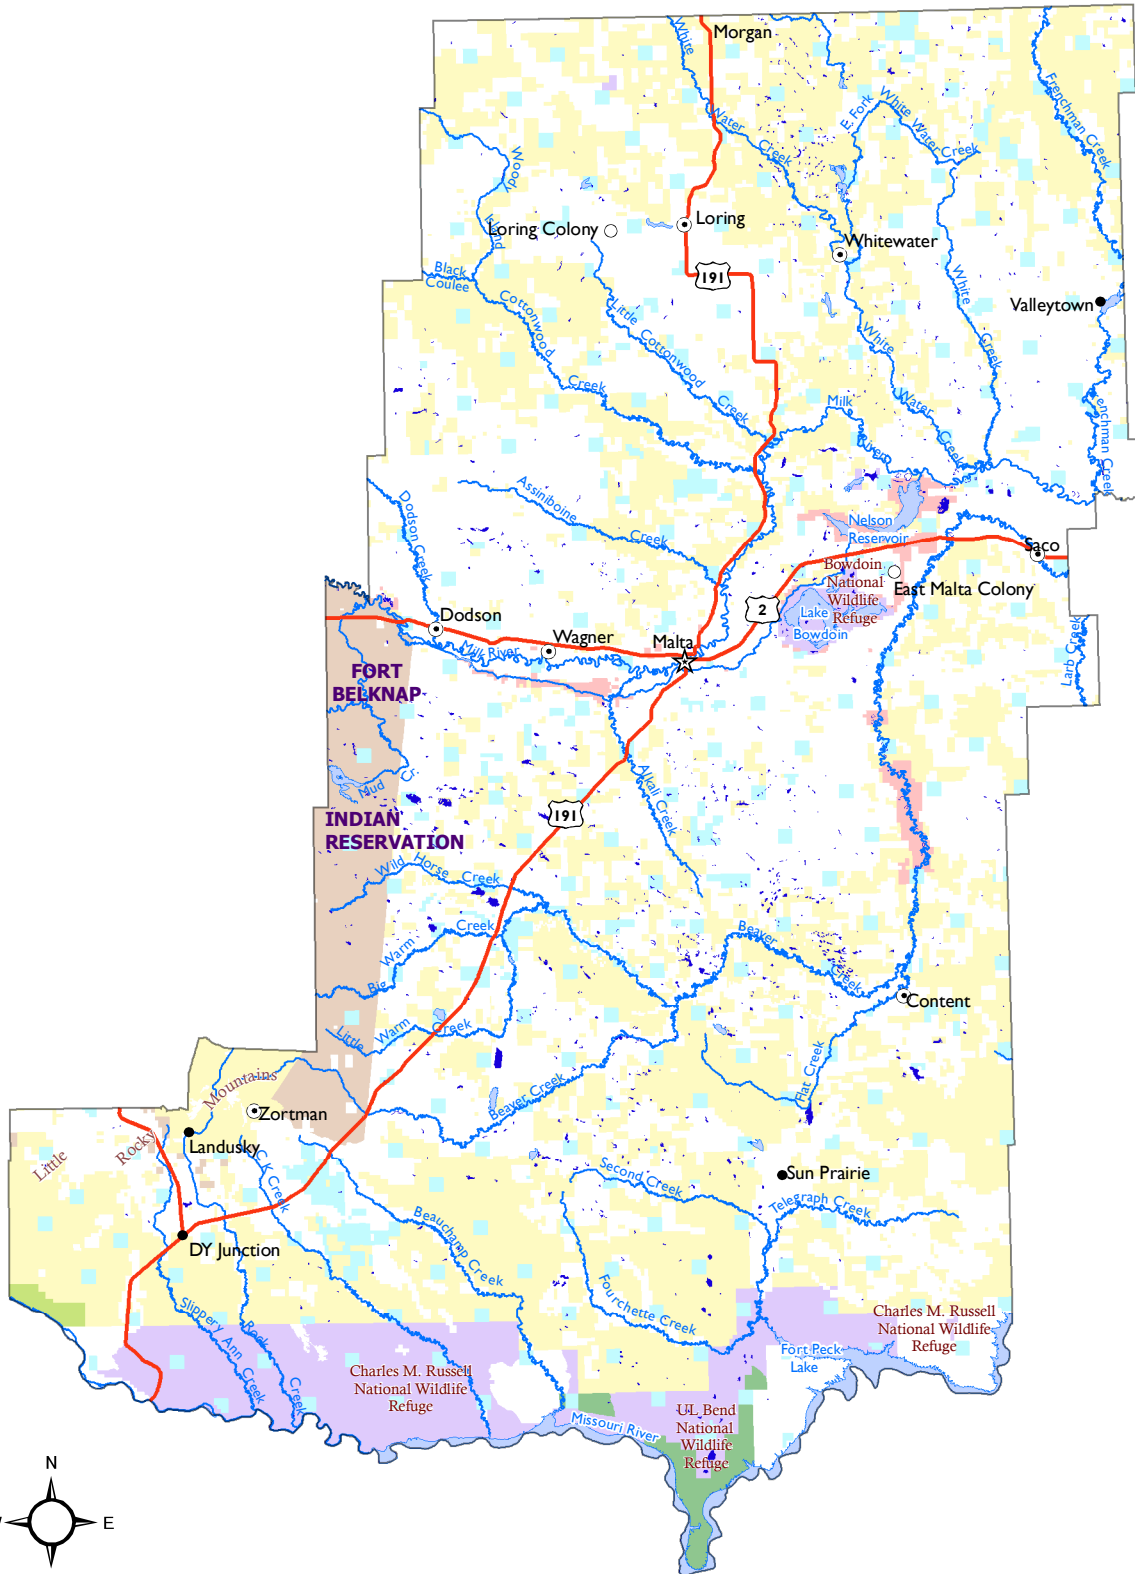 Morgan
White
Water
Creek
E. Fork
White Water Creek
Frenchman Creek
Woody
Island
Loring Colony
Loring
Whitewater
191
Black
Coulee
Cottonwood
Creek
Little Cottonwood
Creek
White
Creek
Valleytown
White
Water
Creek
Milk
River
enchman Creek
Dodson Creek
Assiniboine
Creek
Nelson
Reservoir
Saco
Bowdoin
National
Wildlife
Refuge
East Malta Colony
2
Lake
Bowdoin
Dodson
Wagner
Malta
Milk River
Larb Creek
FORT
BELKNAP
Mud
Cr.
Alkali Creek
191
INDIAN
RESERVATION
Wild Horse Creek
Big Warm
Creek
Beaver
Creek
Content
Little Warm Creek
Flat Creek
Beaver Creek
Little
Rocky
Mountains
Zortman
Landusky
C K Creek
Second Creek
Sun Prairie
Telegraph Creek
Beauchamp Creek
DY Junction
Fourchette Creek
Slippery Ann Creek
Rock
Creek
Charles M. Russell
National Wildlife
Refuge
Fort Peck
Lake
Charles M. Russell
National Wildlife
Refuge
UL Bend
National
Wildlife
Refuge
Missouri River
N
E